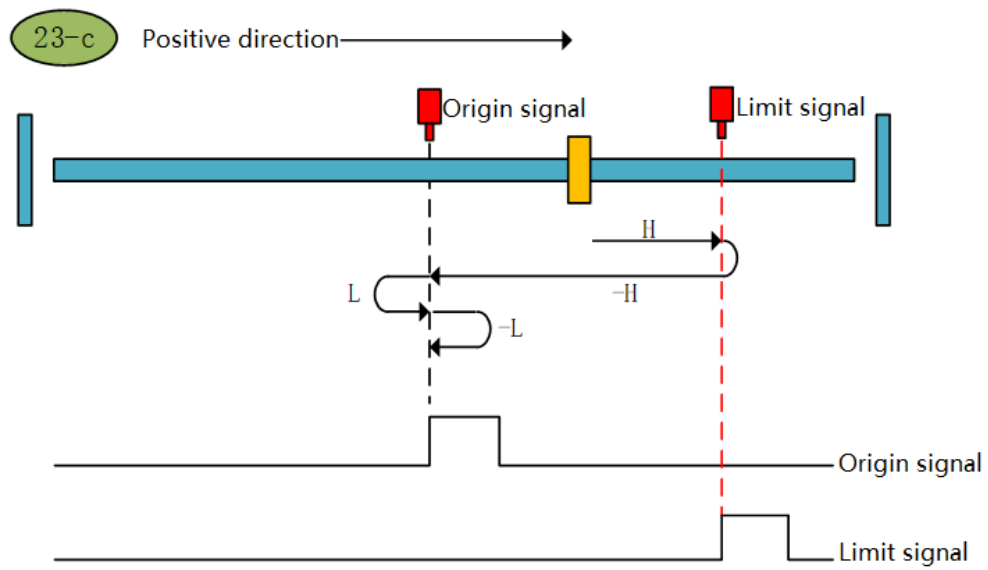 23-c
Positive direction
Origin signal
Limit signal
H
-H
L
-L
Origin signal
Limit signal